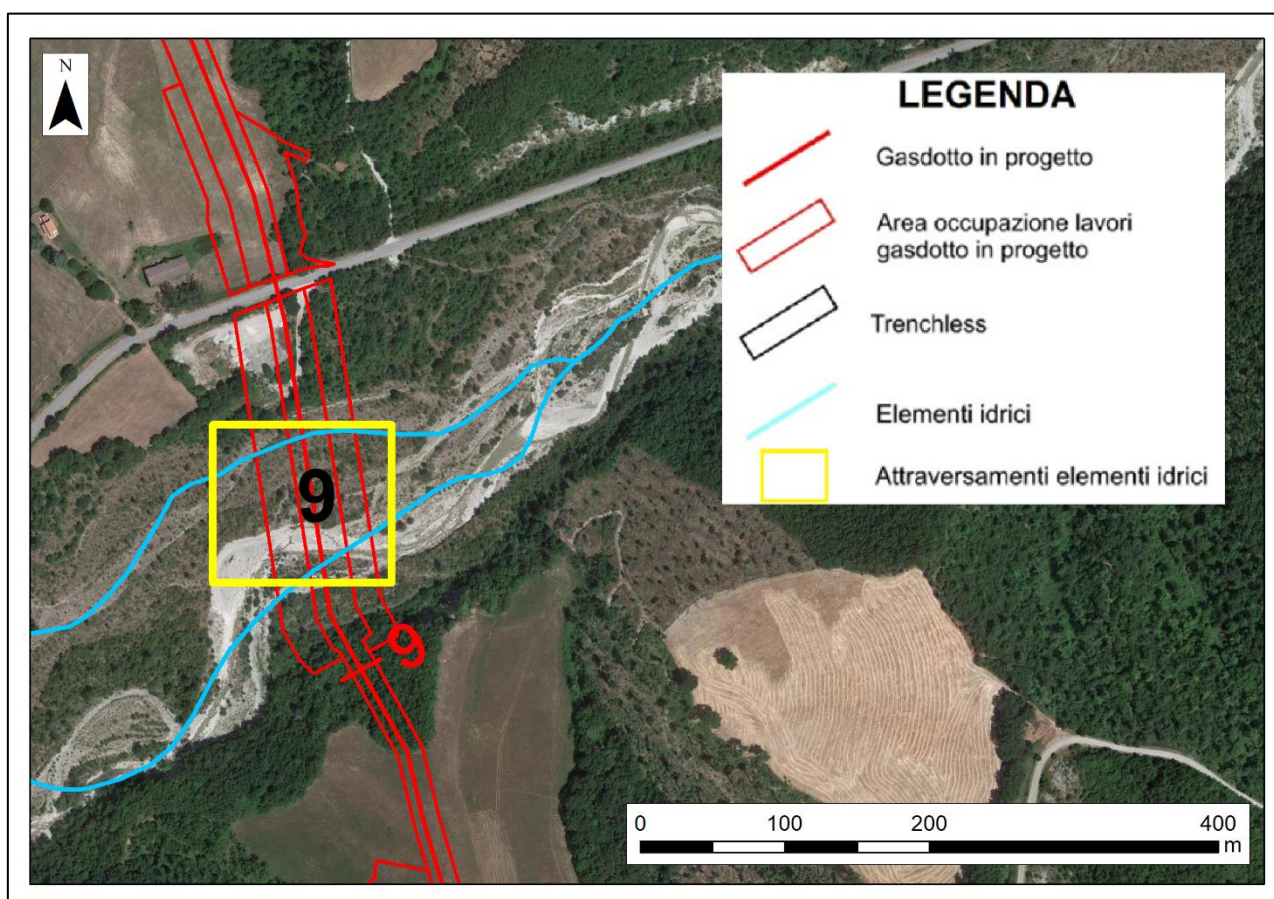 N
LEGENDA
Gasdotto in progetto
Area occupazione lavori
gasdotto in progetto
Trenchless
Elementi idrici
Attraversamenti elementi idrici
9
9
0 100 200 400
m